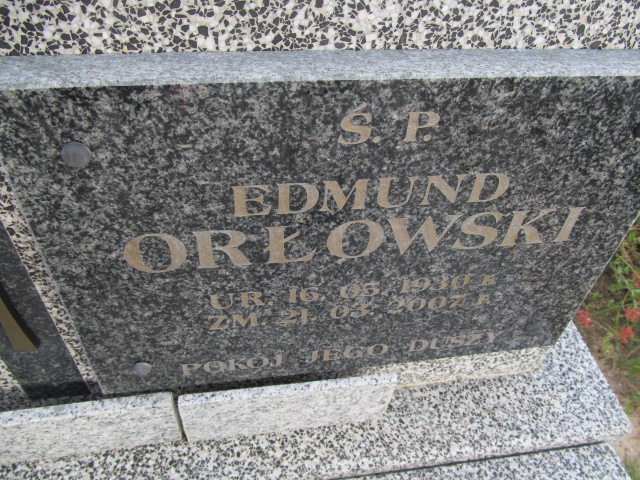 Ś. P.
EDMUND
ORŁOWSKI
UR. 16. 05. 1930 r.
ZM. 21. 03. 2007 r.
POKÓJ JEGO DUSZY